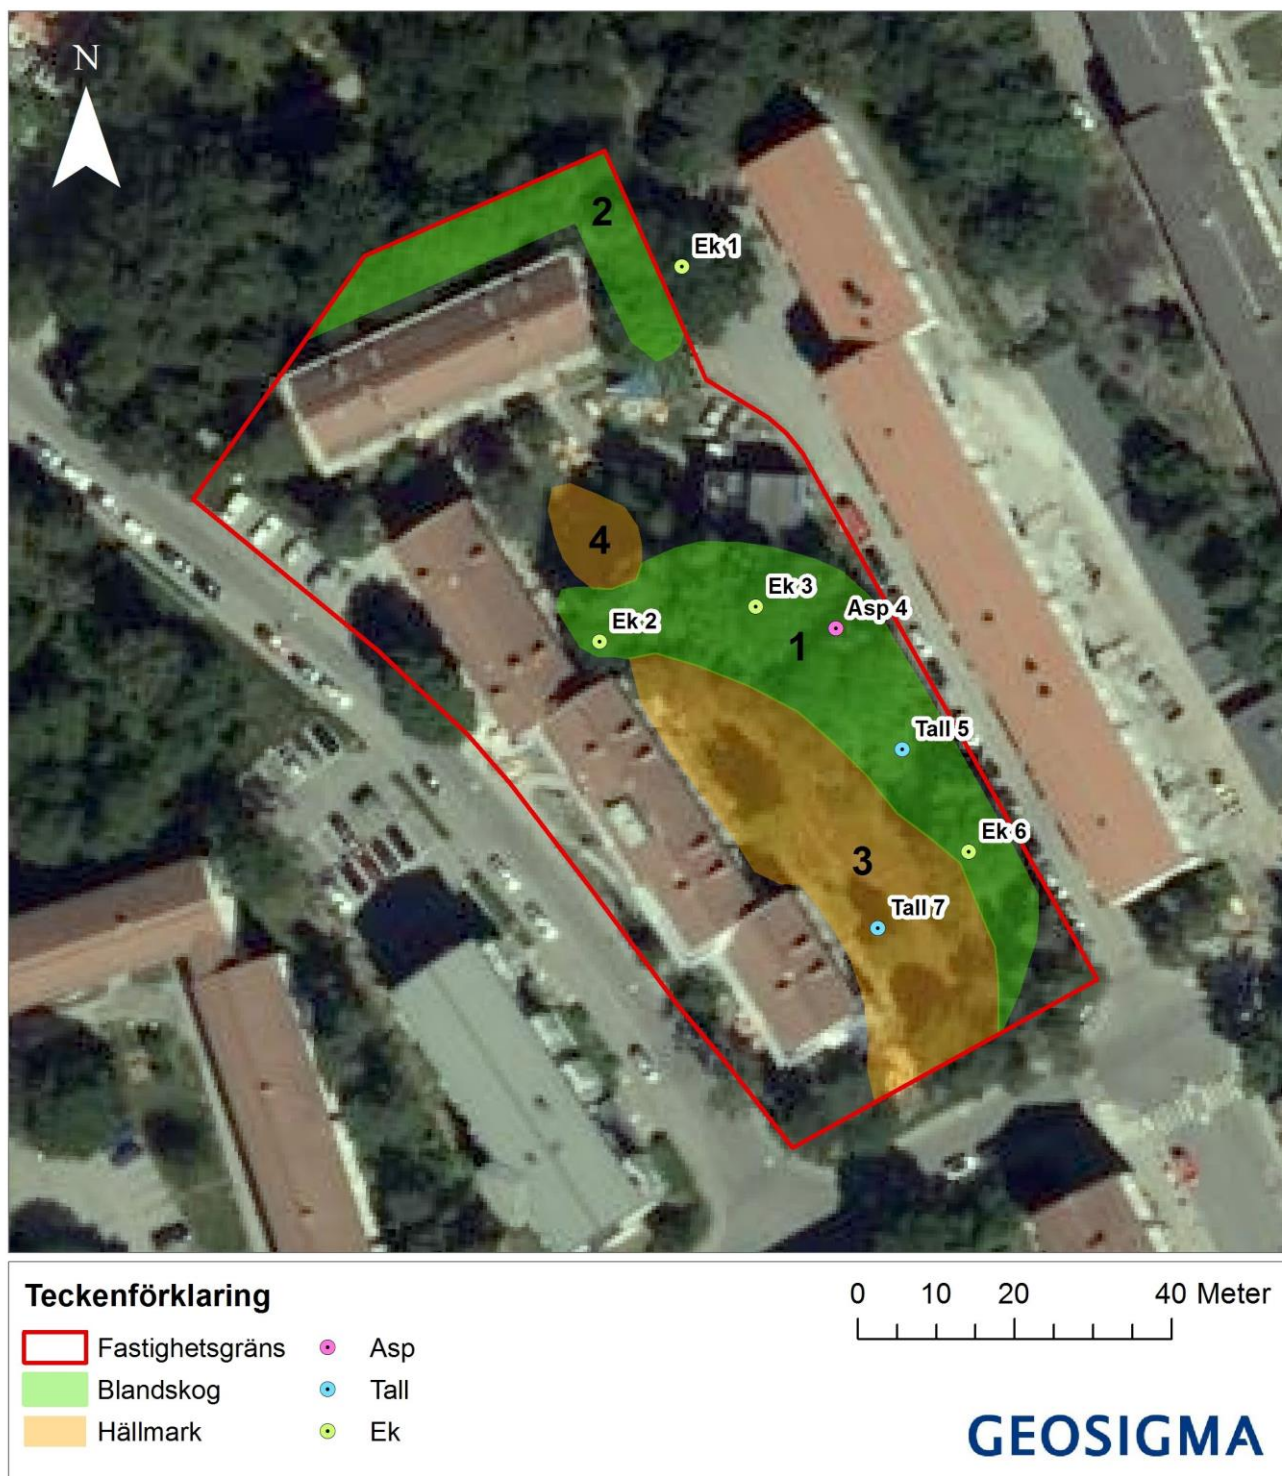 N
2
Ek 1
4
Ek 3
Asp 4
Ek 2
1
Tall 5
Ek 6
3
Tall 7
Teckenförklaring
0 10 20 40 Meter
Fastighetsgräns Asp
Blandskog Tall
Hällmark Ek
GEOSIGMA